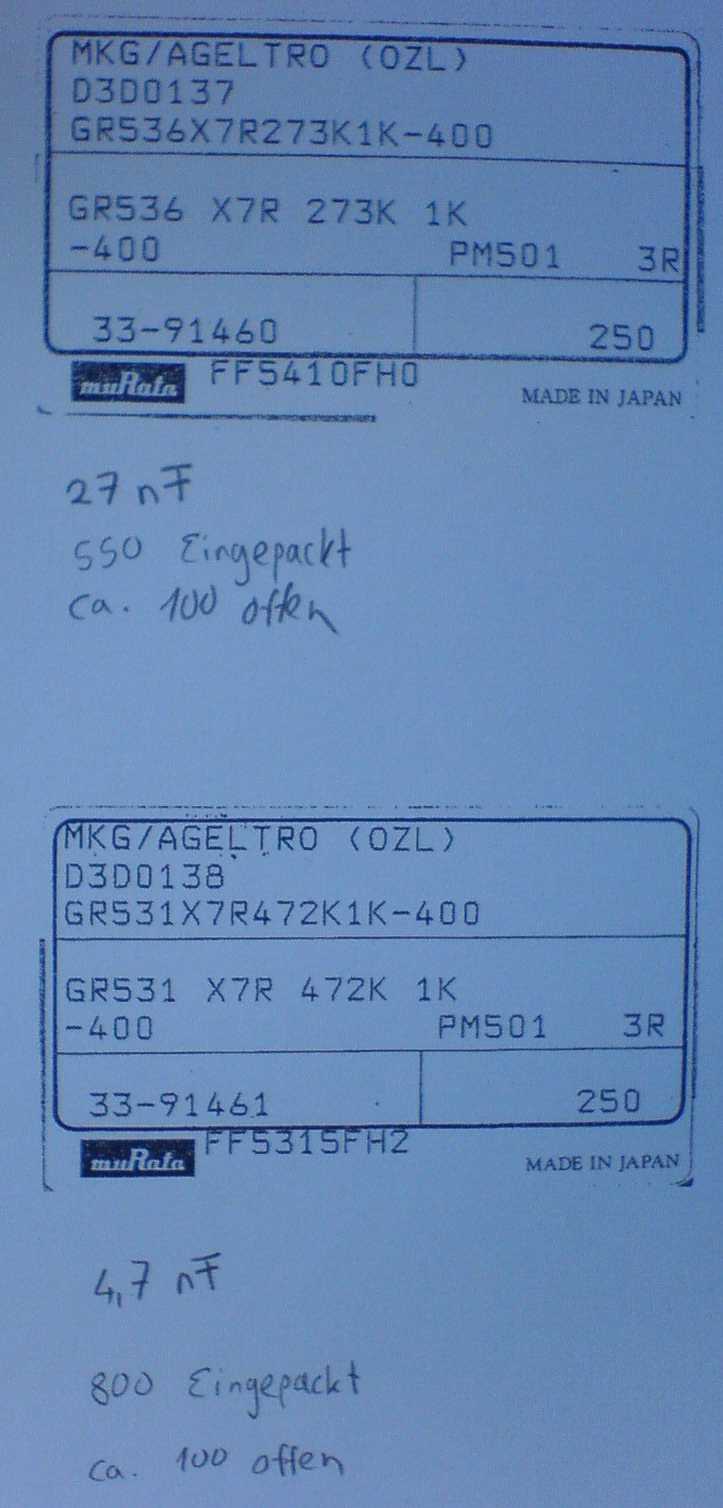 MKG/AGELTRO (OZL)
D3D0137
GR536X7R273K1K-400
GR536 X7R 273K 1K
-400 PM501 3R
33-91460 250
muRata FF5410FH0 MADE IN JAPAN
27 nF
550 Eingepackt
ca. 100 offen
MKG/AGELTRO (OZL)
D3D0138
GR531X7R472K1K-400
GR531 X7R 472K 1K
-400 PM501 3R
33-91461 250
muRata FF5315FH2 MADE IN JAPAN
4,7 nF
800 Eingepackt
ca. 100 offen